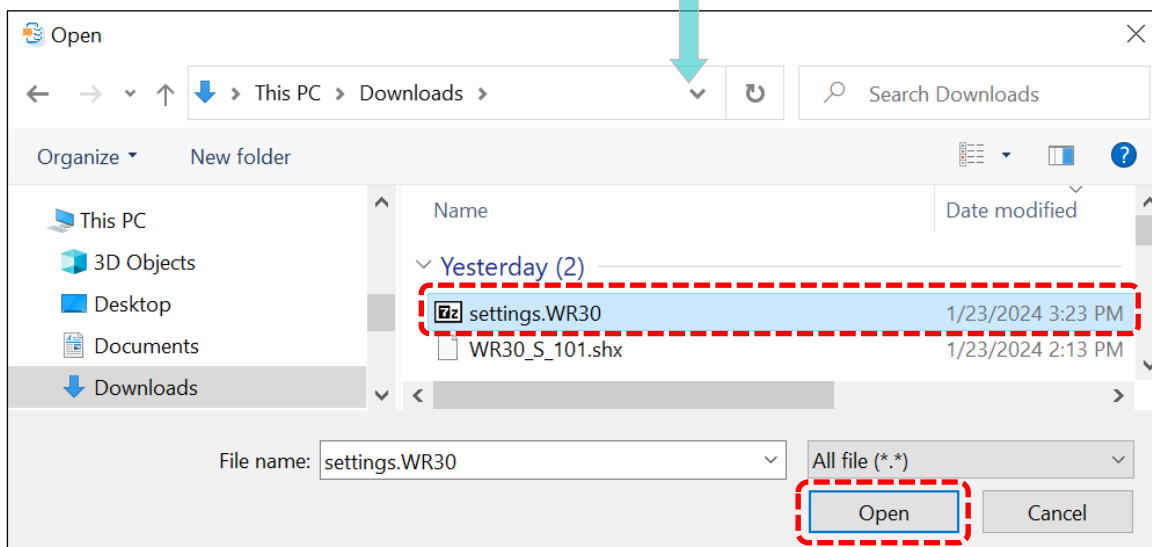 Open
This PC > Downloads >
Search Downloads
Organize
New folder
?
This PC
3D Objects
Desktop
Documents
Downloads
Name
Date modified
Yesterday (2)
7z settings.WR30 1/23/2024 3:23 PM
WR30_S_101.shx 1/23/2024 2:13 PM
File name: settings.WR30
All file (*.*)
Open
Cancel